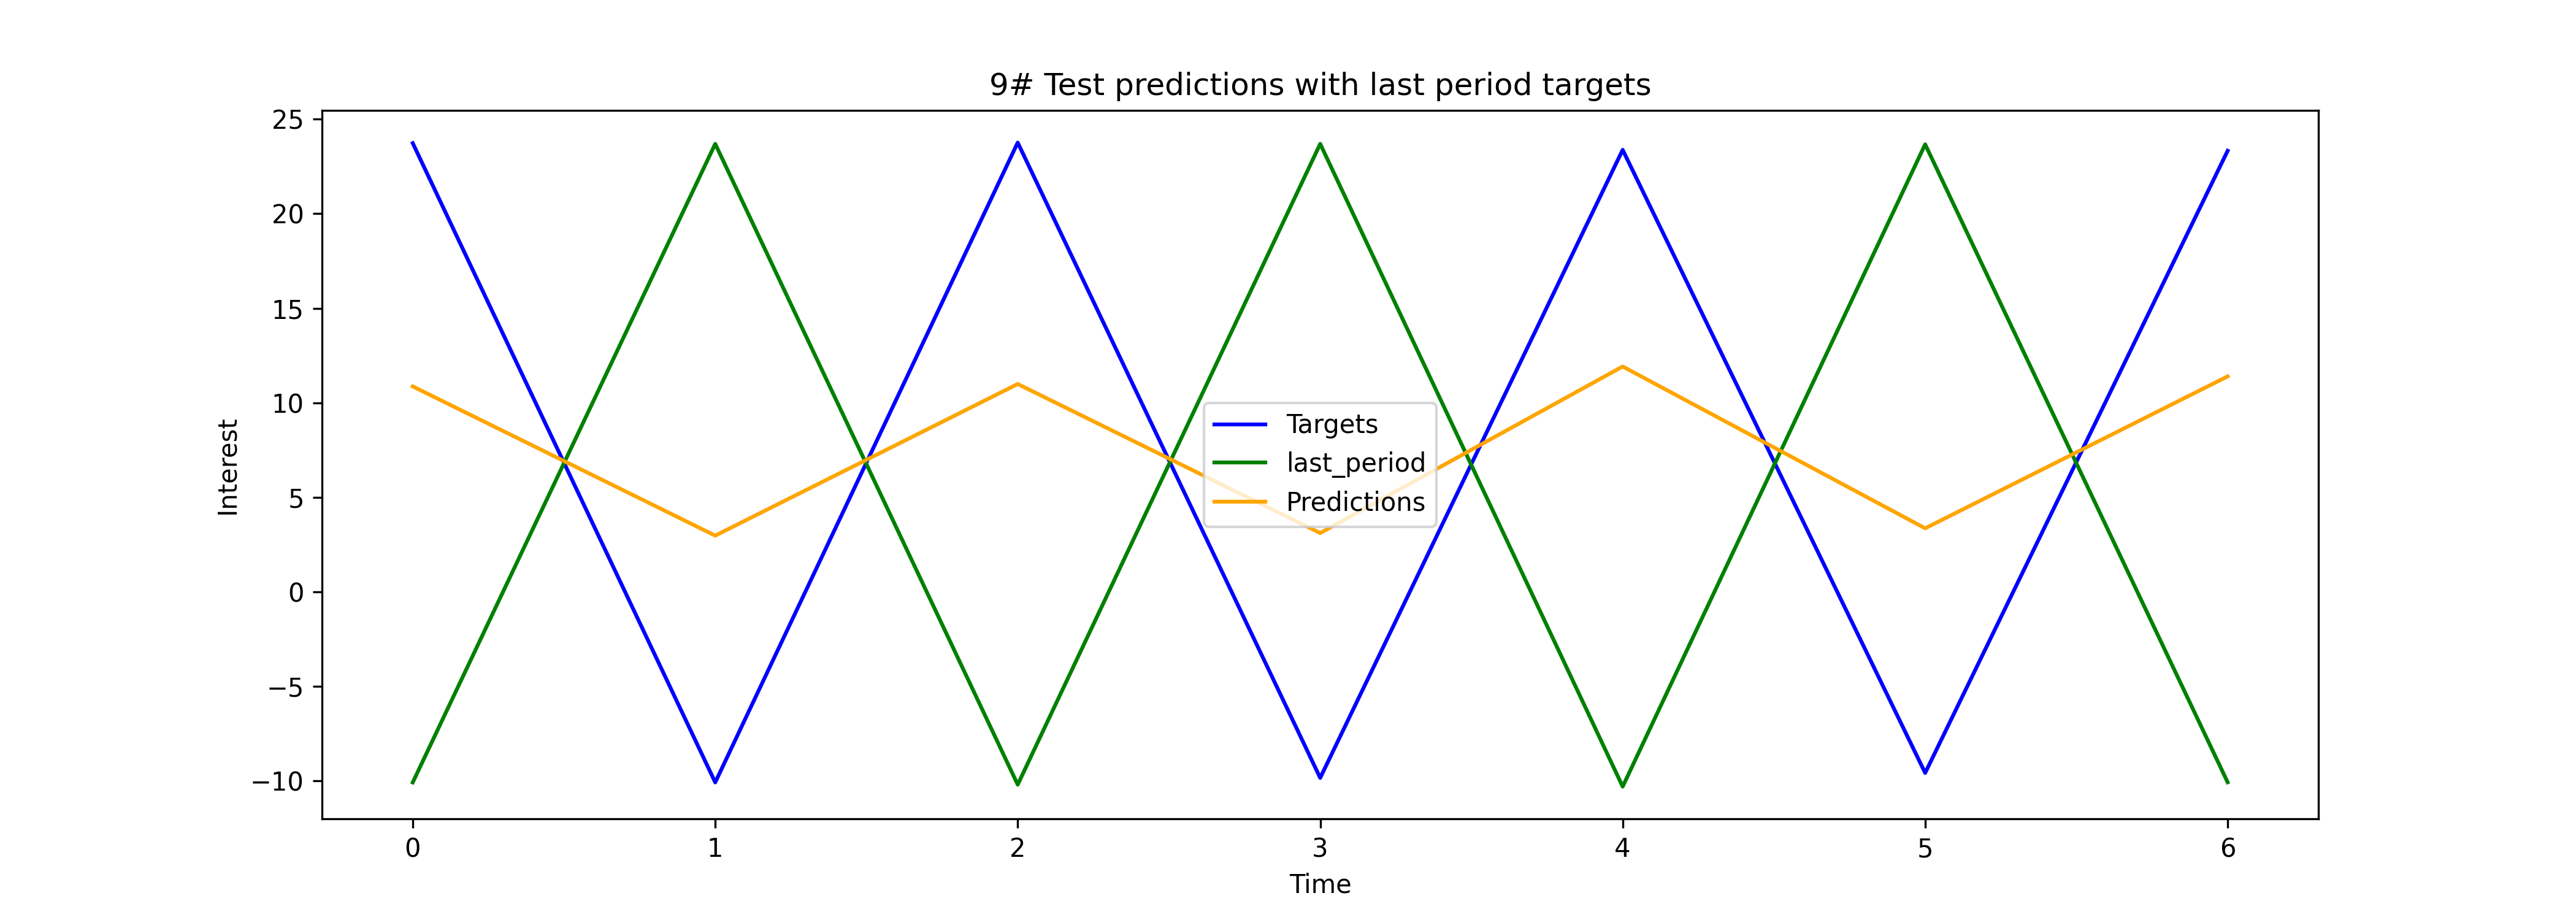 9# Test predictions with last period targets
25
20
15
10
5
0
−5
−10
Interest
Targets
last_period
Predictions
0 1 2 3 4 5 6
Time